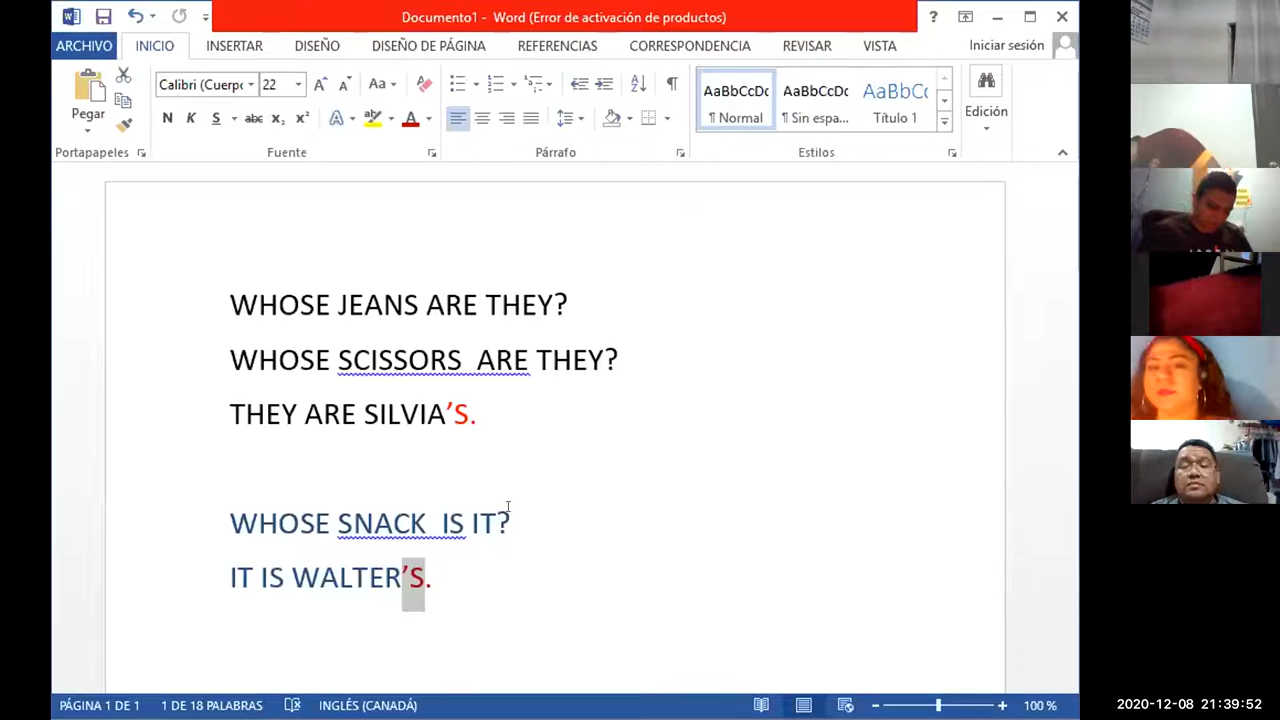 Documento1 - Word (Error de activación de productos)
ARCHIVO INICIO INSERTAR DISEÑO DISEÑO DE PÁGINA REFERENCIAS CORRESPONDENCIA REVISAR VISTA Iniciar sesión
Calibri (Cuerpo 22 Aa
AaBbCcDc AaBbCcDc AaBbCc
Pegar N K S abc x₂ x² A ¶ Normal ¶ Sin espa... Título 1 Edición
Portapapeles Fuente Párrafo Estilos
WHOSE JEANS ARE THEY?
WHOSE SCISSORS ARE THEY?
THEY ARE SILVIA’S.
WHOSE SNACK IS IT?
IT IS WALTER’S.
PÁGINA 1 DE 1 1 DE 18 PALABRAS INGLÉS (CANADÁ) 100 %
2020-12-08 21:39:52